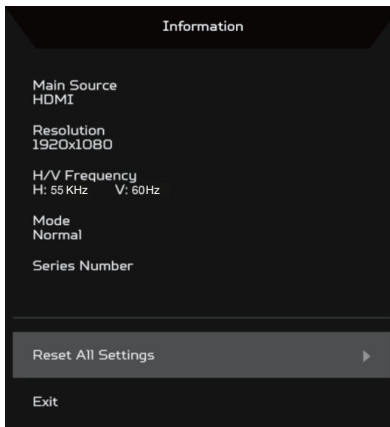 Information
Main Source
HDMI
Resolution
1920x1080
H/V Frequency
H: 55 KHz V: 60Hz
Mode
Normal
Series Number
Reset All Settings
Exit